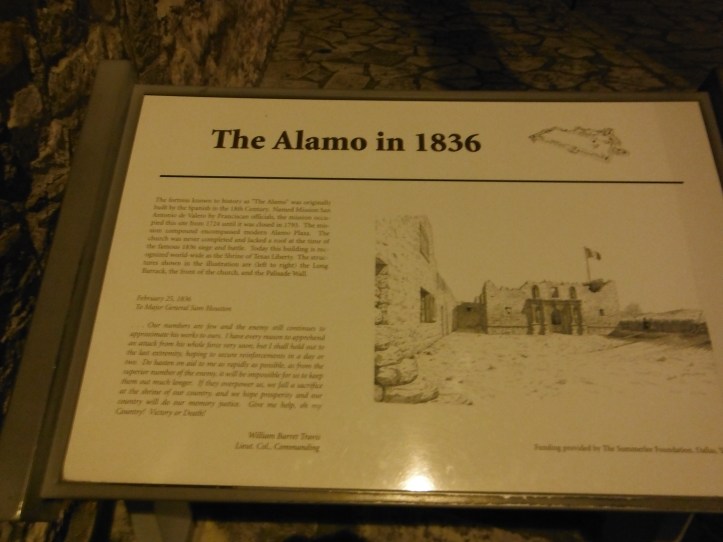 The Alamo in 1836
The fortress known to history as "The Alamo" was originally
built by the Spanish in the 18th Century. Named Mission San
Antonio de Valero by Franciscan officials, the mission occu-
pied this site from 1724 until it was closed in 1793. The mis-
sion compound encompassed modern Alamo Plaza. The
church was never completed and lacked a roof at the time of
the famous 1836 siege and battle. Today this building is rec-
ognized world-wide as the Shrine of Texas Liberty. The struc-
tures shown in the illustration are (left to right) the Long
Barrack, the front of the church, and the Palisade Wall.
February 25, 1836
To Major General Sam Houston
Our numbers are few and the enemy still continues to
approximate his works to ours. I have every reason to apprehend
an attack from his whole force very soon; but I shall hold out to
the last extremity, hoping to secure reinforcements in a day or
two. Do hasten on aid to me as rapidly as possible, as from the
superior number of the enemy, it will be impossible for us to keep
them out much longer. If they overpower us, we fall a sacrifice
at the shrine of our country, and we hope prosperity and our
country will do our memory justice. Give me help, oh my
Country! Victory or Death!
William Barret Travis
Lieut. Col., Commanding
Funding provided by The Summerlee Foundation, Dallas,